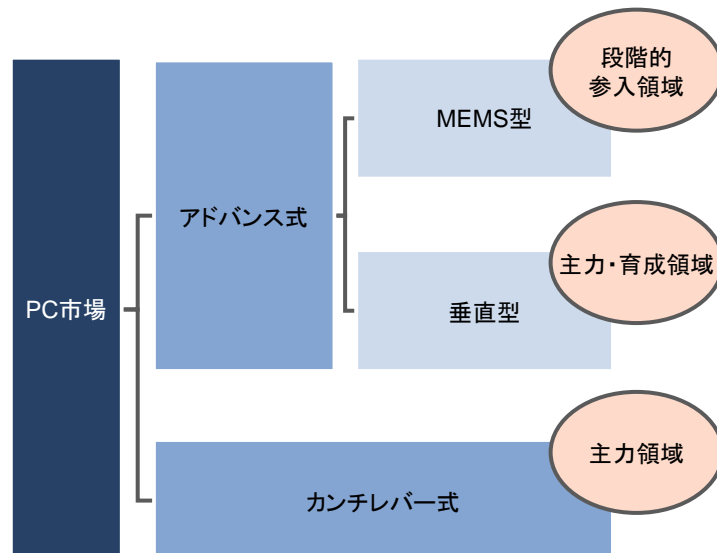 PC市場
アドバンス式
MEMS型
段階的
参入領域
垂直型
主力・育成領域
カンチレバー式
主力領域